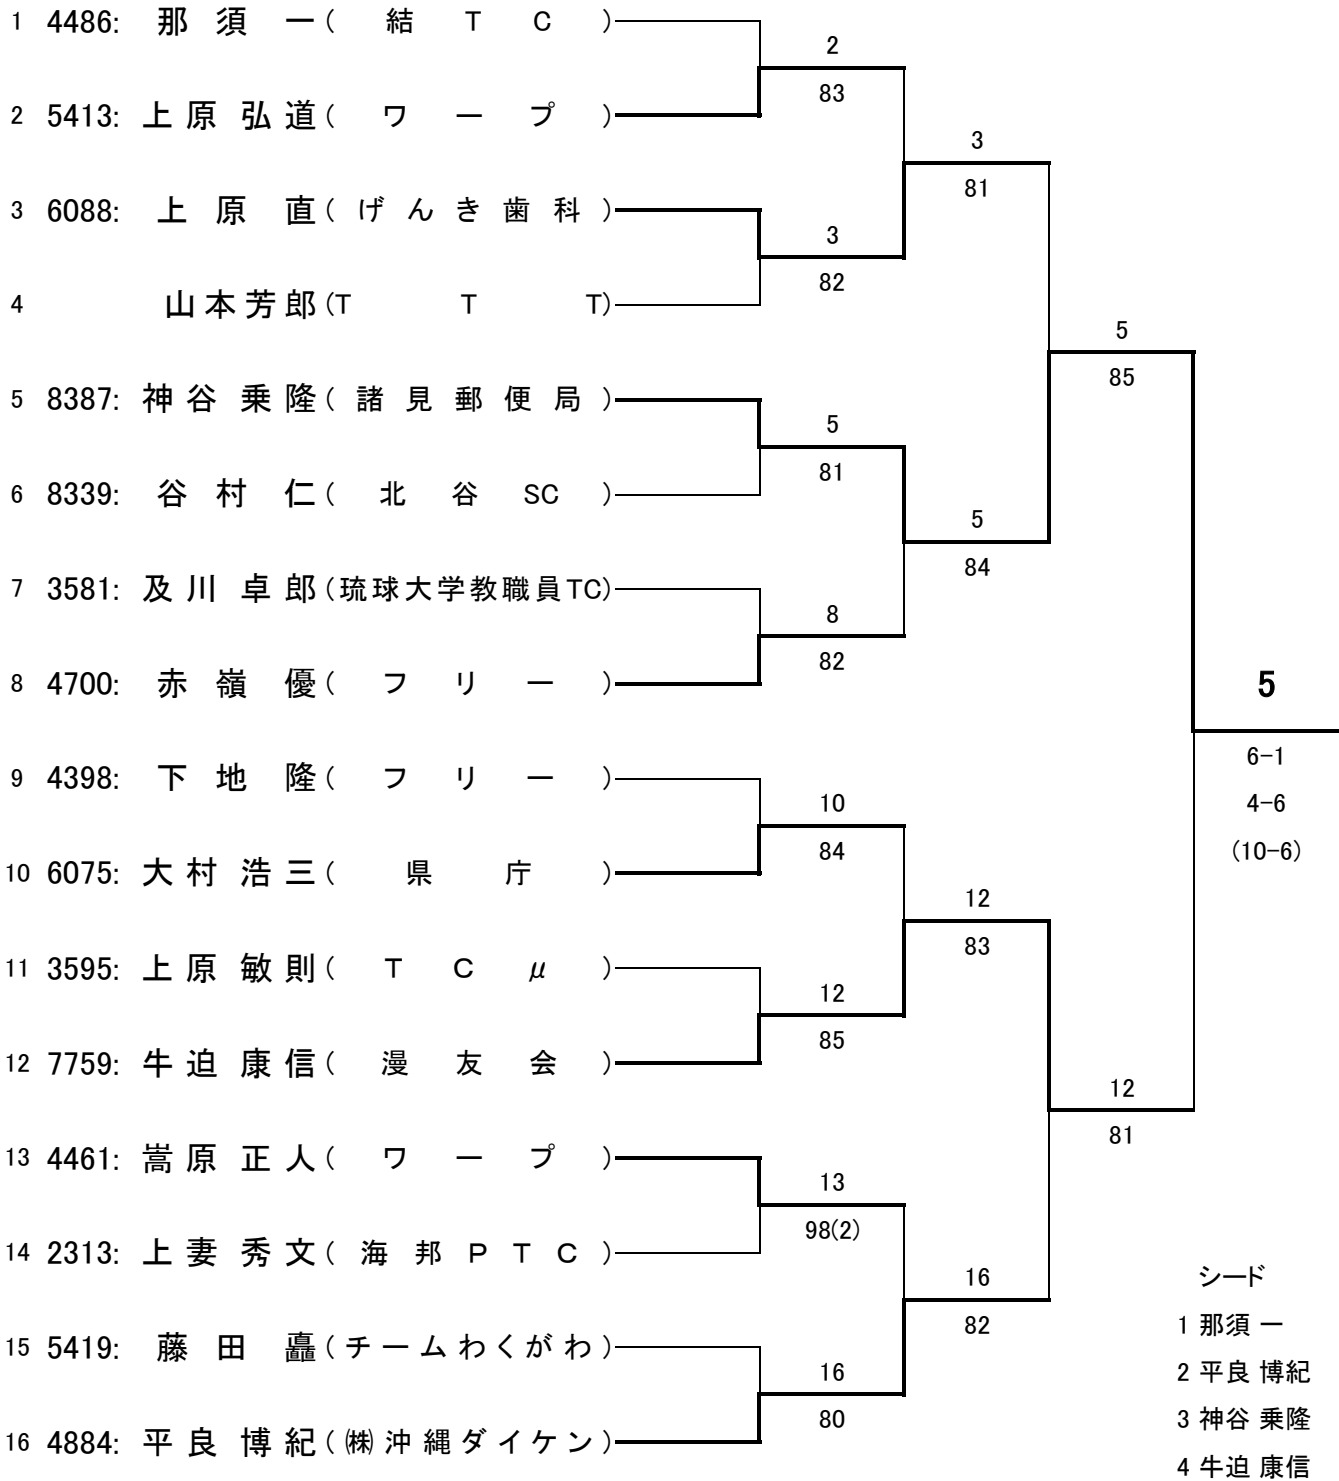 1 4486: 那須 一(結TC)
2
83
2 5413: 上原 弘道(ワープ)
3
81
3 6088: 上原 直(げんき歯科)
3
82
4 山本芳郎(TTT)
5
85
5 8387: 神谷 乗隆(諸見郵便局)
5
81
6 8339: 谷村 仁(北谷SC)
5
84
7 3581: 及川 卓郎(琉球大学教職員TC)
8
82
8 4700: 赤嶺 優(フリー)
5
6-1
4-6
(10-6)
9 4398: 下地 隆(フリー)
10
84
10 6075: 大村 浩三(県庁)
12
83
11 3595: 上原 敏則(TCμ)
12
85
12 7759: 牛迫 康信(漫友会)
12
81
13 4461: 嵩原 正人(ワープ)
13
98(2)
14 2313: 上妻 秀文(海邦PTC)
16
82
15 5419: 藤田 矗(チームわくがわ)
16
80
16 4884: 平良 博紀(㈱沖縄ダイケン)
シード
1 那須 一
2 平良 博紀
3 神谷 乗隆
4 牛迫 康信